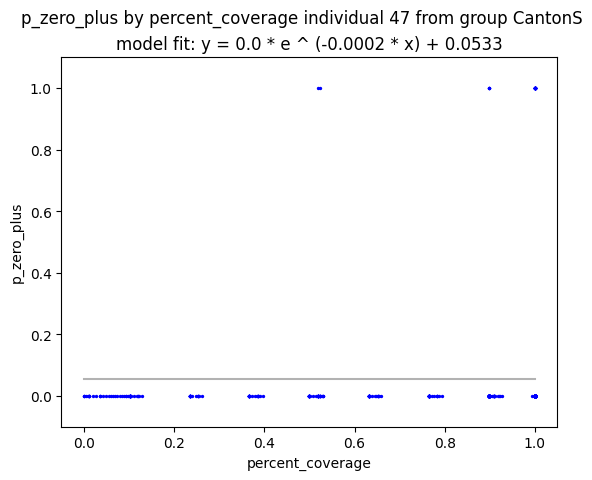 p_zero_plus by percent_coverage individual 47 from group CantonS
model fit: y = 0.0 * e ^ (-0.0002 * x) + 0.0533
1.0
0.8
0.6
0.4
0.2
0.0
p_zero_plus
0.0 0.2 0.4 0.6 0.8 1.0
percent_coverage